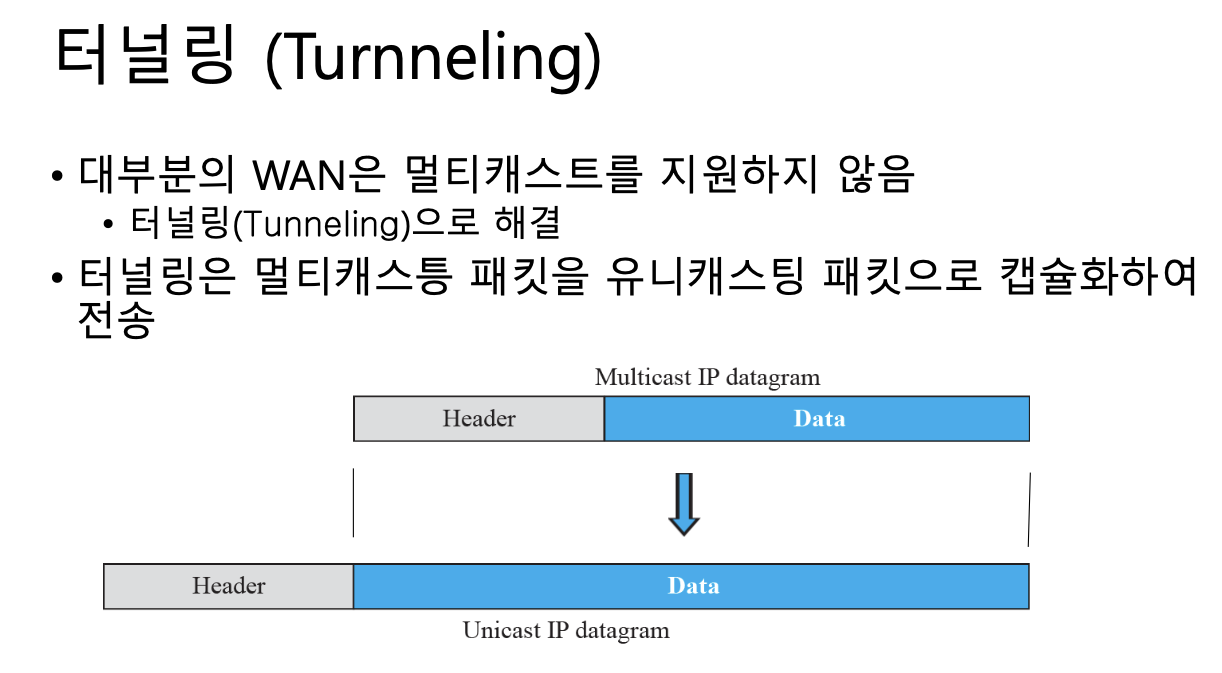 터널링 (Turnneling)
• 대부분의 WAN은 멀티캐스트를 지원하지 않음
• 터널링(Tunneling)으로 해결
• 터널링은 멀티캐스틍 패킷을 유니캐스팅 패킷으로 캡슐화하여
전송
Multicast IP datagram
Header Data
Header Data
Unicast IP datagram